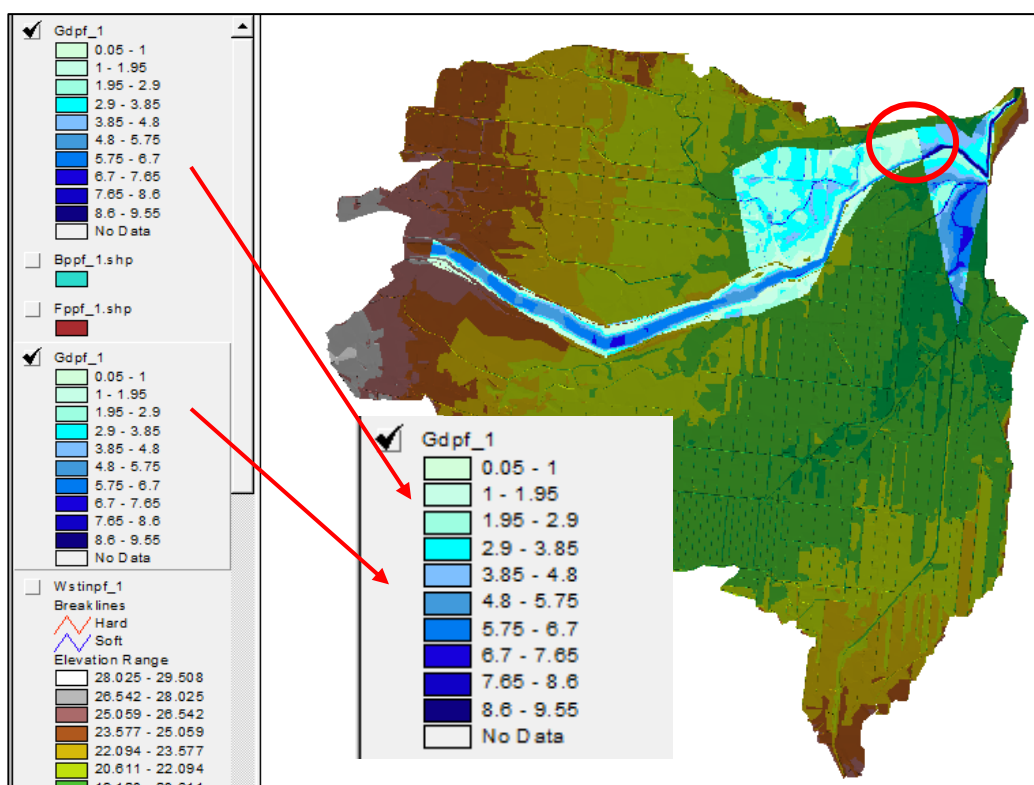 Gdpf_1
0.05 - 1
1 - 1.95
1.95 - 2.9
2.9 - 3.85
3.85 - 4.8
4.8 - 5.75
5.75 - 6.7
6.7 - 7.65
7.65 - 8.6
8.6 - 9.55
No Data
Bppf_1.shp
Fppf_1.shp
Gdpf_1
0.05 - 1
1 - 1.95
1.95 - 2.9
2.9 - 3.85
3.85 - 4.8
4.8 - 5.75
5.75 - 6.7
6.7 - 7.65
7.65 - 8.6
8.6 - 9.55
No Data
Wstinpf_1
Breaklines
Hard
Soft
Elevation Range
28.025 - 29.508
26.542 - 28.025
25.059 - 26.542
23.577 - 25.059
22.094 - 23.577
20.611 - 22.094
Gdpf_1
0.05 - 1
1 - 1.95
1.95 - 2.9
2.9 - 3.85
3.85 - 4.8
4.8 - 5.75
5.75 - 6.7
6.7 - 7.65
7.65 - 8.6
8.6 - 9.55
No Data